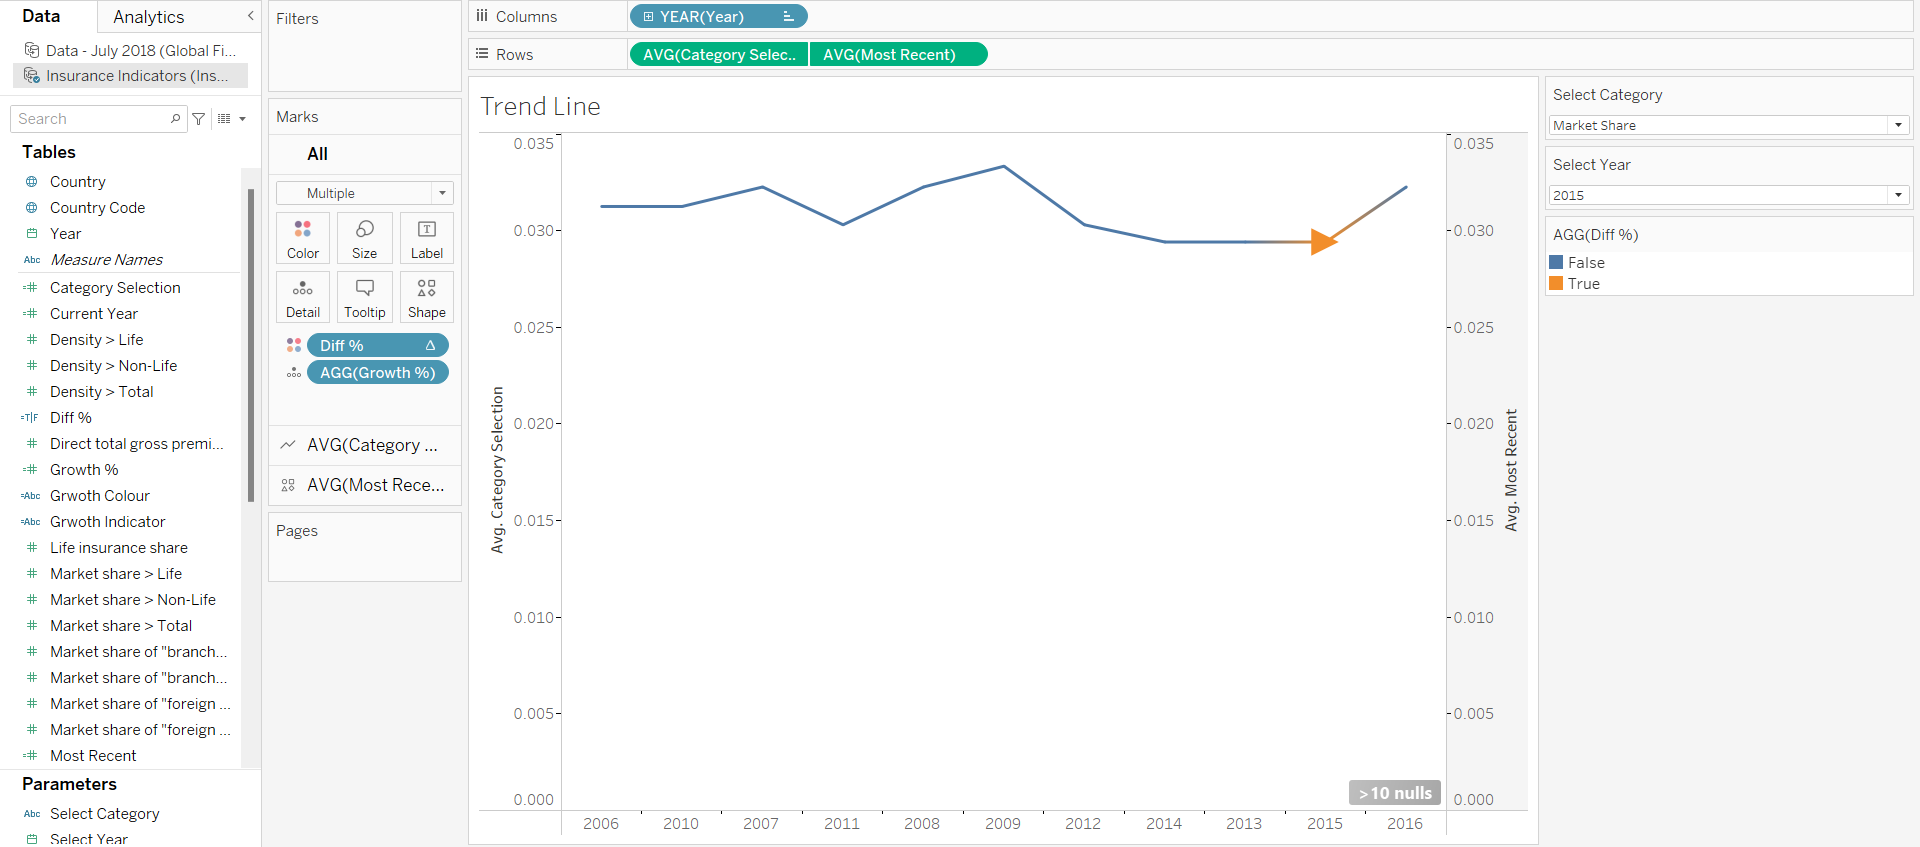 Data
Analytics
Data - July 2018 (Global Fi...
Insurance Indicators (Ins...
Search
Tables
Country
Country Code
Year
Abc Measure Names
Category Selection
Current Year
Density > Life
Density > Non-Life
Density > Total
=T|F Diff %
Direct total gross premi...
Growth %
=Abc Grwoth Colour
=Abc Grwoth Indicator
Life insurance share
Market share > Life
Market share > Non-Life
Market share > Total
Market share of "branch...
Market share of "branch...
Market share of "foreign ...
Market share of "foreign ...
Most Recent
Parameters
Abc Select Category
Select Year
Filters
Marks
All
Multiple
Color Size Label
Detail Tooltip Shape
Diff % Δ
AGG(Growth %)
AVG(Category ...
AVG(Most Rece...
Pages
Columns YEAR(Year)
Rows AVG(Category Selec.. AVG(Most Recent)
Trend Line
0.035
0.030
0.025
0.020
0.015
0.010
0.005
0.000
Avg. Category Selection
0.035
0.030
0.025
0.020
0.015
0.010
0.005
0.000
Avg. Most Recent
>10 nulls
2006 2010 2007 2011 2008 2009 2012 2014 2013 2015 2016
Select Category
Market Share
Select Year
2015
AGG(Diff %)
False
True